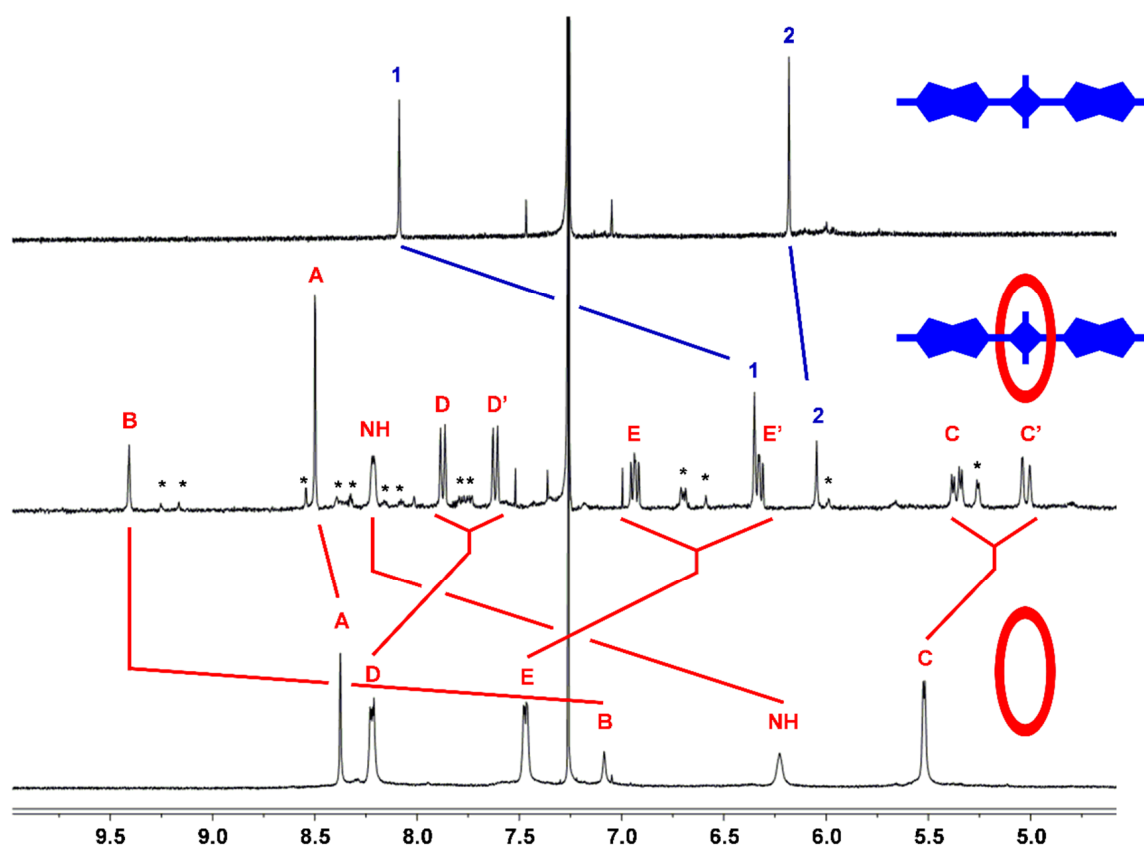 1 2
A
B * * * * * * * NH D ** D' E E' * * 1 2 * C * C'
A D E B NH C
9.5 9.0 8.5 8.0 7.5 7.0 6.5 6.0 5.5 5.0